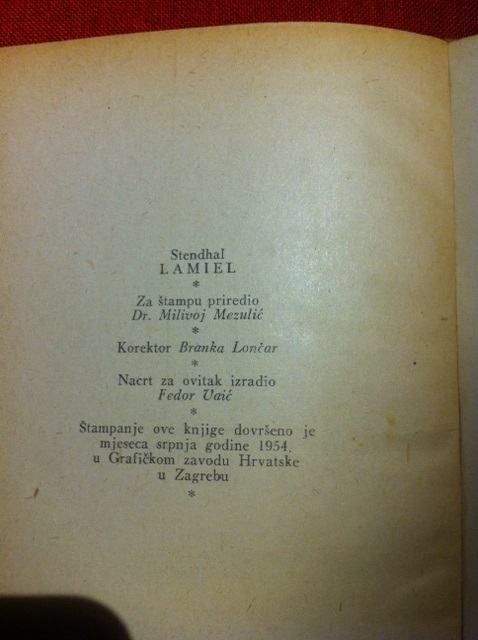 Stendhal
LAMIEL
*
Za štampu priredio
Dr. Milivoj Mezulić
*
Korektor Branka Lončar
*
Nacrt za ovitak izradio
Fedor Vaić
*
Štampanje ove knjige dovršeno je
mjeseca srpnja godine 1954.
u Grafičkom zavodu Hrvatske
u Zagrebu
*